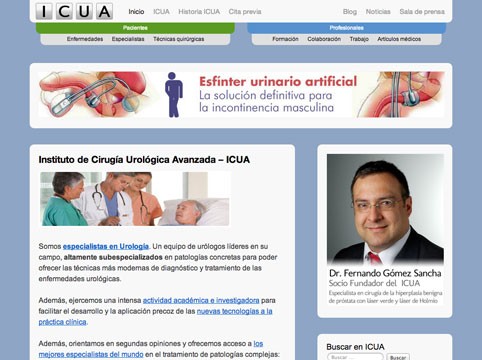 ICUA
Inicio ICUA Historia ICUA Cita previa Blog Noticias Sala de prensa
Pacientes Profesionales
Enfermedades Especialistas Técnicas quirúrgicas Formación Colaboración Trabajo Artículos médicos
Esfinter urinario artificial
La solución definitiva para
la incontinencia masculina
Instituto de Cirugía Urológica Avanzada – ICUA
Somos especialistas en Urología. Un equipo de urólogos líderes en su
campo, altamente subespecializados en patologías concretas para poder
ofrecer las técnicas más modernas de diagnóstico y tratamiento de las
enfermedades urológicas.
Además, ejercemos una intensa actividad académica e investigadora para
facilitar el desarrollo y la aplicación precoz de las nuevas tecnologías a la
práctica clínica.
Además, orientamos en segundas opiniones y ofrecemos acceso a los
mejores especialistas del mundo en el tratamiento de patologías complejas:
Dr. Fernando Gómez Sancha
Socio Fundador del ICUA
Especialista en cirugía de la hiperplasia benigna
de próstata con láser verde y láser de Holmio
Buscar en ICUA
Buscar ... Buscar